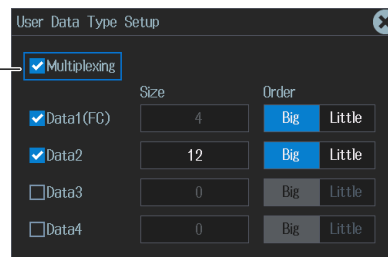 User Data Type Setup
Multiplexing
Size Order
Data1(FC) 4 Big Little
Data2 12 Big Little
Data3 0 Big Little
Data4 0 Big Little